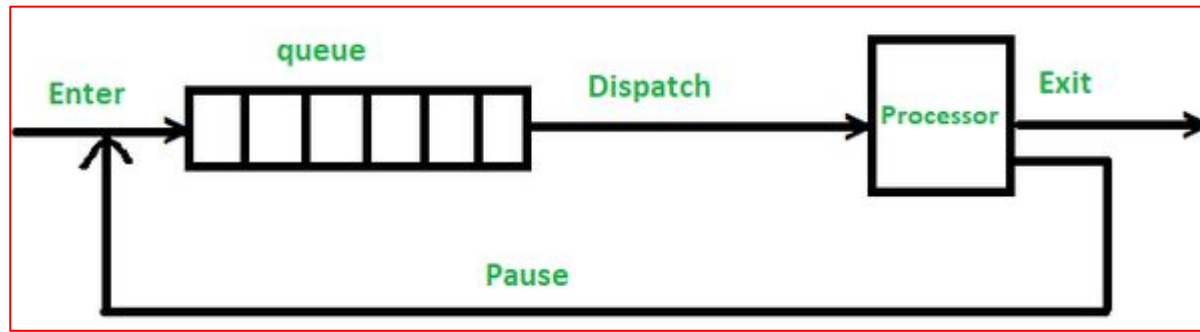 queue
Enter
Dispatch
Processor
Exit
Pause